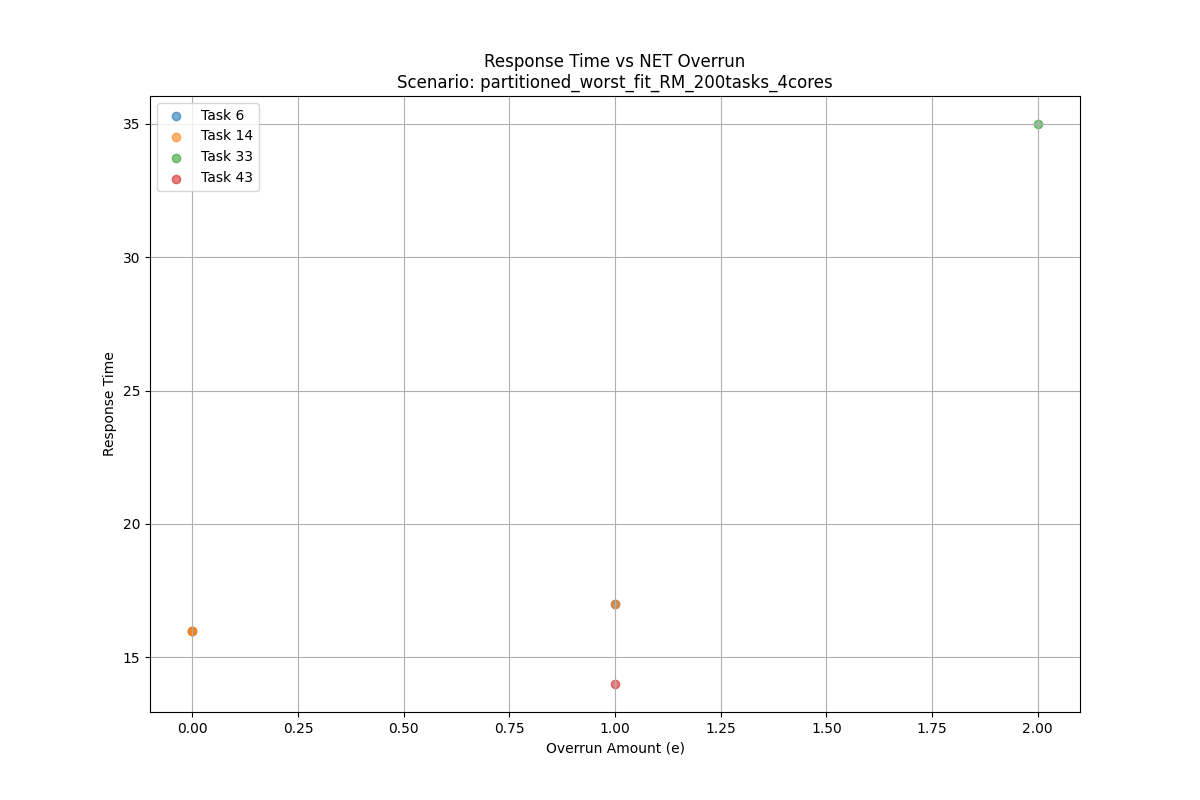 Response Time vs NET Overrun
Scenario: partitioned_worst_fit_RM_200tasks_4cores
Task 6
Task 14
Task 33
Task 43
35
30
25
20
15
Response Time
0.00 0.25 0.50 0.75 1.00 1.25 1.50 1.75 2.00
Overrun Amount (e)